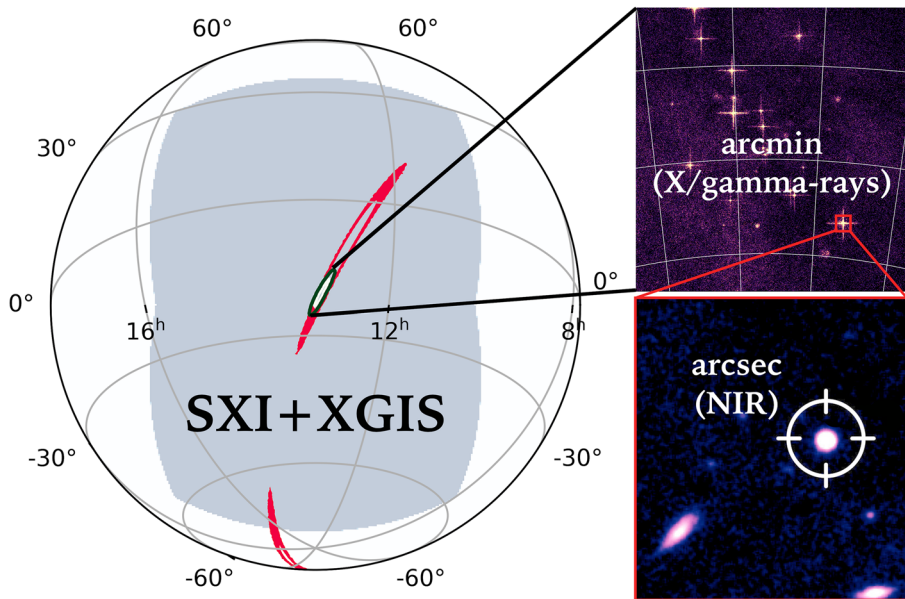 60° 60°
30°
0° 0°
16h 12h 8h
SXI+XGIS
-30° -30°
-60° -60°
arcmin
(X/gamma-rays)
arcsec
(NIR)